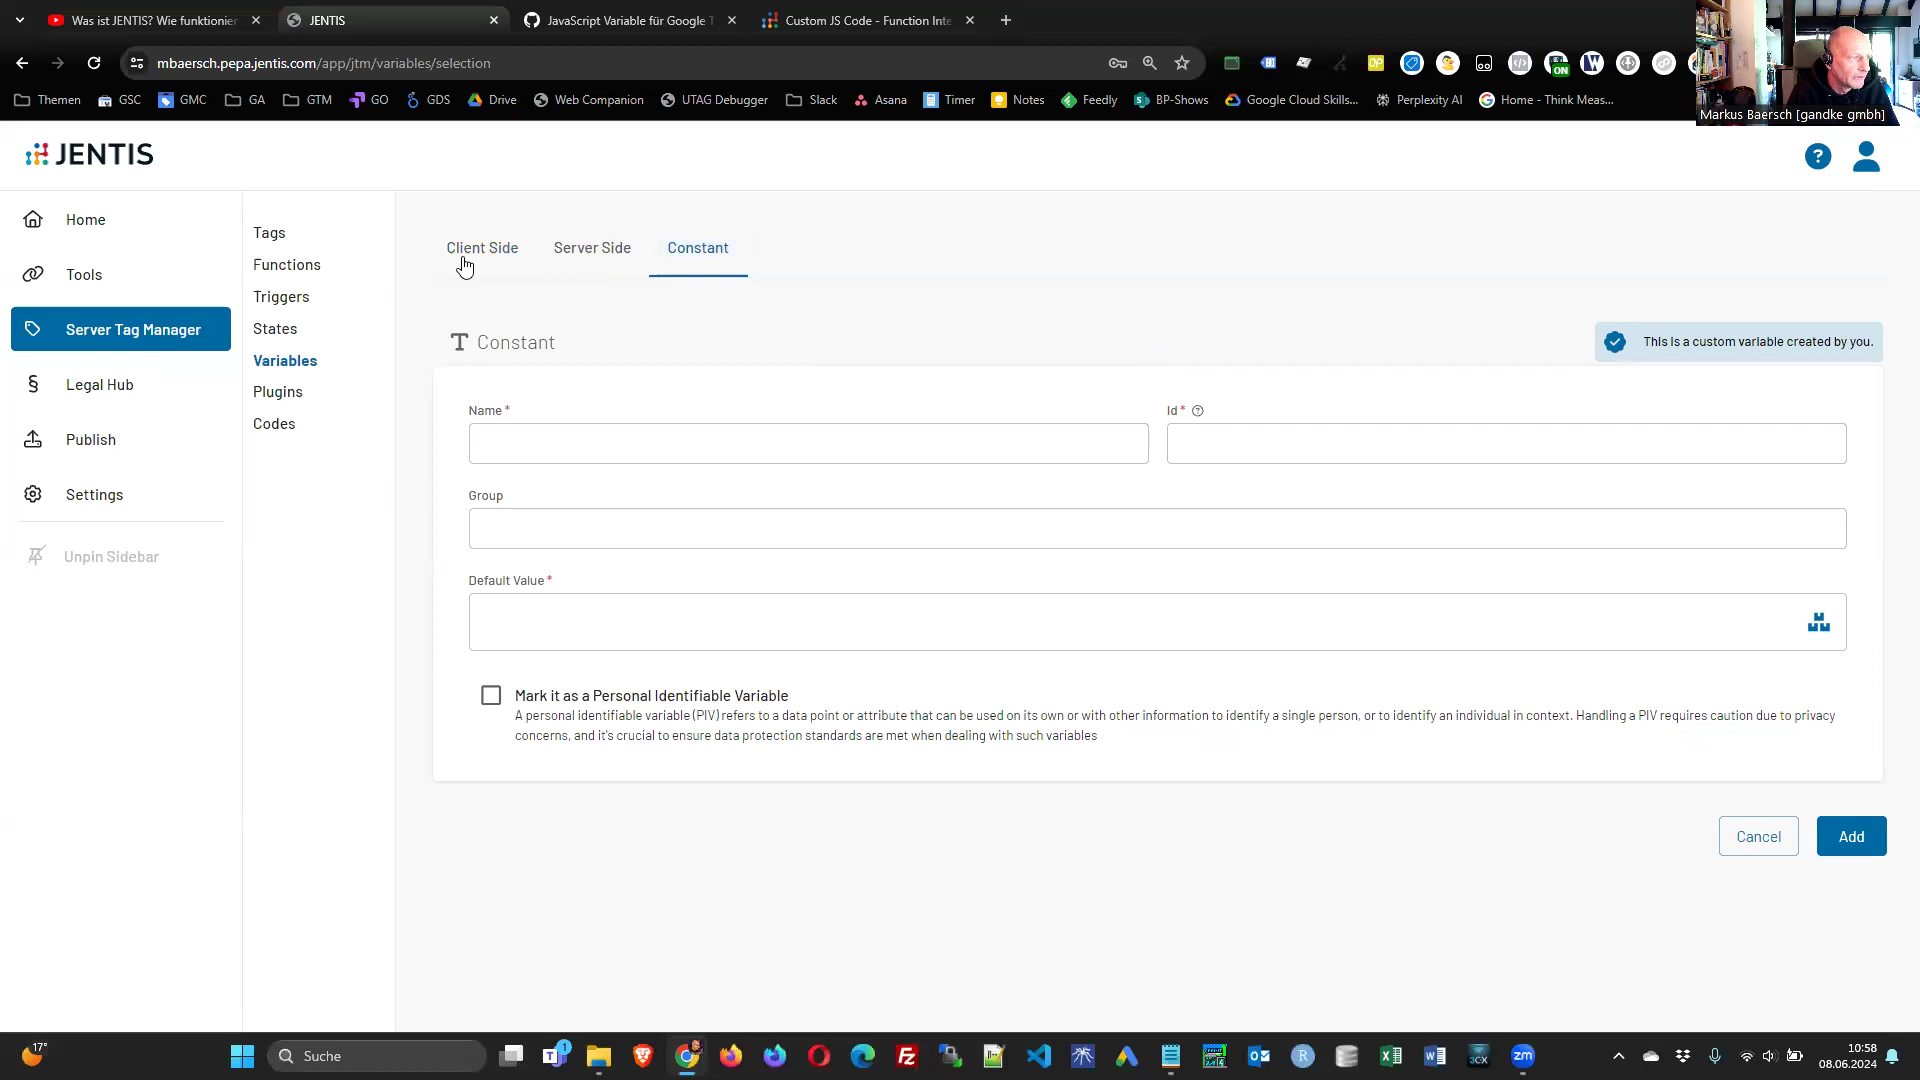 Was ist JENTIS? Wie funktionier
JENTIS
JavaScript Variable für Google T
Custom JS Code - Function Inte
mbaersch.pepa.jentis.com/app/jtm/variables/selection
Themen
GSC
GMC
GA
GTM
GO
GDS
Drive
Web Companion
UTAG Debugger
Slack
Asana
Timer
Notes
Feedly
BP-Shows
Google Cloud Skills...
Perplexity AI
Home - Think Meas...
Markus Baersch [gandke gmbh]
JENTIS
Home
Tools
Server Tag Manager
Legal Hub
Publish
Settings
Unpin Sidebar
Tags
Functions
Triggers
States
Variables
Plugins
Codes
Client Side
Server Side
Constant
Constant
This is a custom variable created by you.
Name *
Id *
Group
Default Value *
Mark it as a Personal Identifiable Variable
A personal identifiable variable (PIV) refers to a data point or attribute that can be used on its own or with other information to identify a single person, or to identify an individual in context. Handling a PIV requires caution due to privacy
concerns, and it's crucial to ensure data protection standards are met when dealing with such variables
Cancel
Add
17°
Suche
10:58
08.06.2024